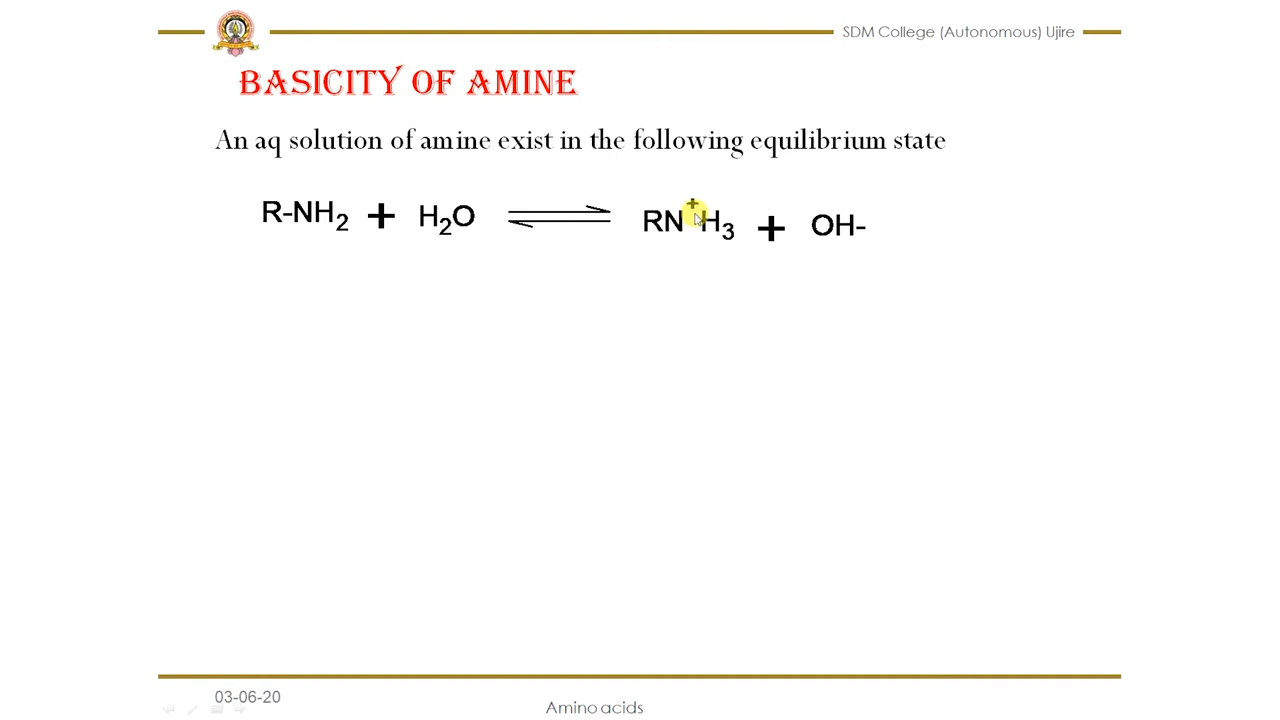 SDM College (Autonomous) Ujire
BASICITY OF AMINE
An aq solution of amine exist in the following equilibrium state
R-NH2 + H2O ⇌ RN+H3 + OH-
03-06-20
Amino acids